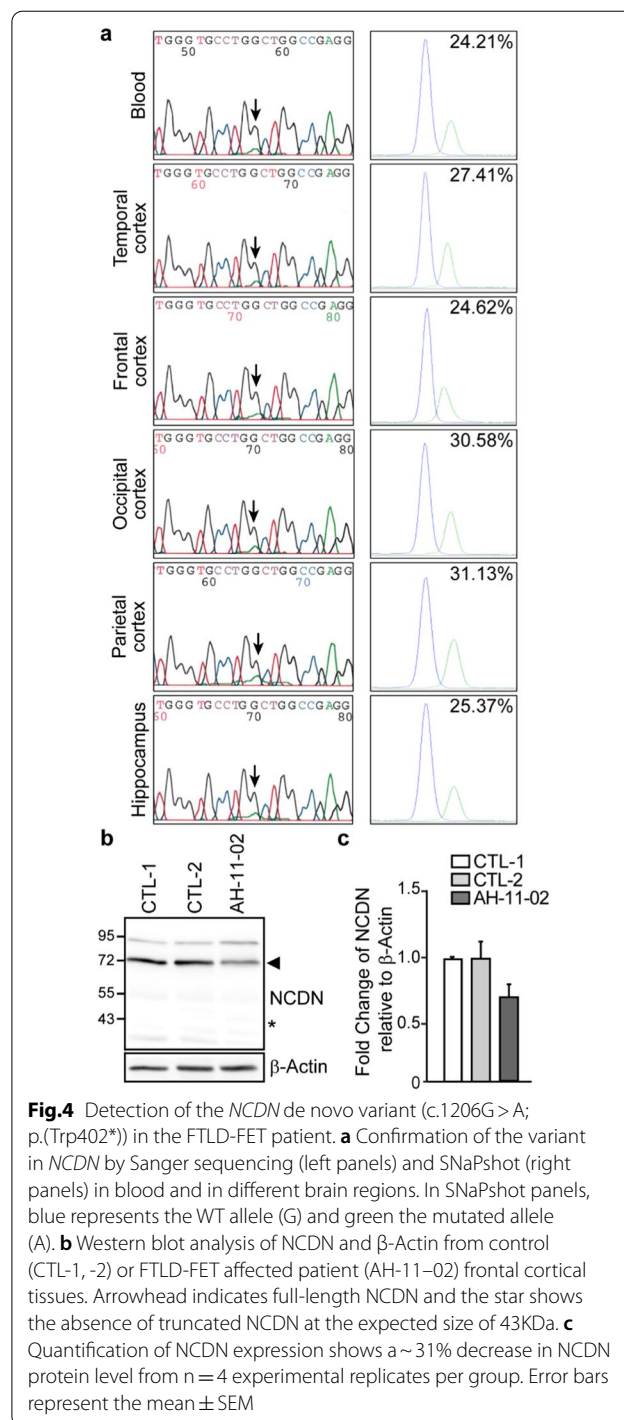 a
Blood
TGGGTGCCTGGCTGGCCGAGG
50 60
24.21%
Temporal
cortex
TGGGTGCCTGGCTGGCCGAGG
60 70
27.41%
Frontal
cortex
TGGGTGCCTGGCTGGCCGAGG
70 80
24.62%
Occipital
cortex
TGGGTGCCTGGCTGGCCGAGG
60 70 80
30.58%
Parietal
cortex
TGGGTGCCTGGCTGGCCGAGG
60 70
31.13%
Hippocampus
TGGGTGCCTGGCTGGCCGAGG
60 70 80
25.37%
b
CTL-1
CTL-2
AH-11-02
95
72
55
43
NCDN
*
β-Actin
c
CTL-1
CTL-2
AH-11-02
Fold Change of NCDN
relative to β-Actin
1.5
1.0
0.5
0
Fig.4 Detection of the NCDN de novo variant (c.1206G > A;
p.(Trp402*)) in the FTLD-FET patient. a Confirmation of the variant
in NCDN by Sanger sequencing (left panels) and SNaPshot (right
panels) in blood and in different brain regions. In SNaPshot panels,
blue represents the WT allele (G) and green the mutated allele
(A). b Western blot analysis of NCDN and β-Actin from control
(CTL-1, -2) or FTLD-FET affected patient (AH-11–02) frontal cortical
tissues. Arrowhead indicates full-length NCDN and the star shows
the absence of truncated NCDN at the expected size of 43KDa. c
Quantification of NCDN expression shows a ~ 31% decrease in NCDN
protein level from n = 4 experimental replicates per group. Error bars
represent the mean ± SEM